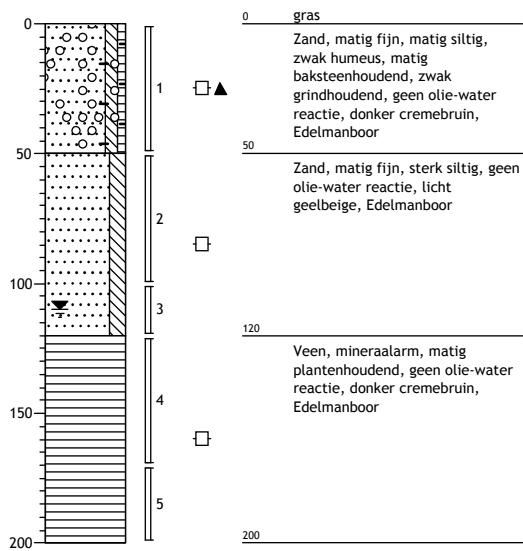 0
0
gras
Zand, matig fijn, matig siltig,
zwak humeus, matig
baksteenhoudend, zwak
grindhoudend, geen olie-water
reactie, donker cremebruin,
Edelmanboor
1
50
50
Zand, matig fijn, sterk siltig, geen
olie-water reactie, licht
geelbeige, Edelmanboor
2
100
3
120
Veen, mineraalarm, matig
plantenhoudend, geen olie-water
reactie, donker cremebruin,
Edelmanboor
4
150
5
200
200